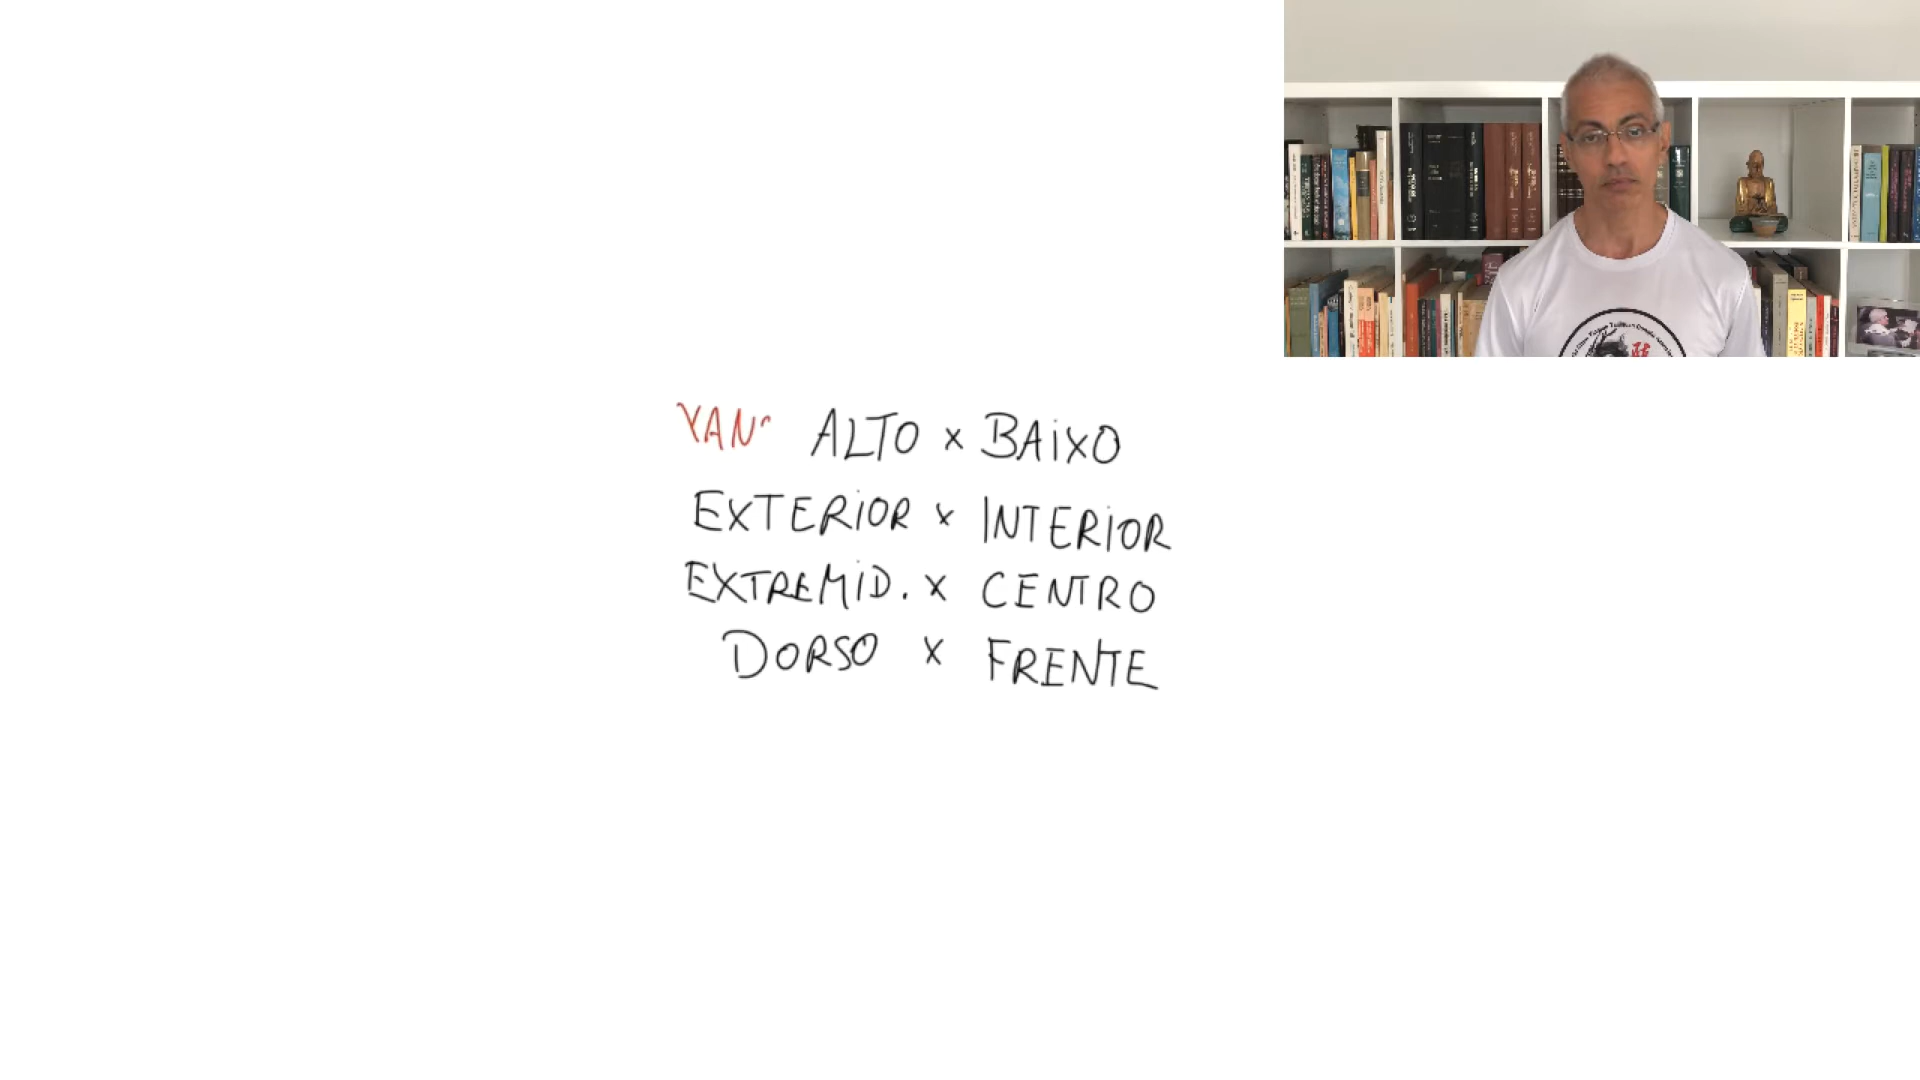 YAN ALTO x BAiXO
EXTERiOR x INTERiOR
EXTREMiD. x CENTRO
DORSO x FRENTE